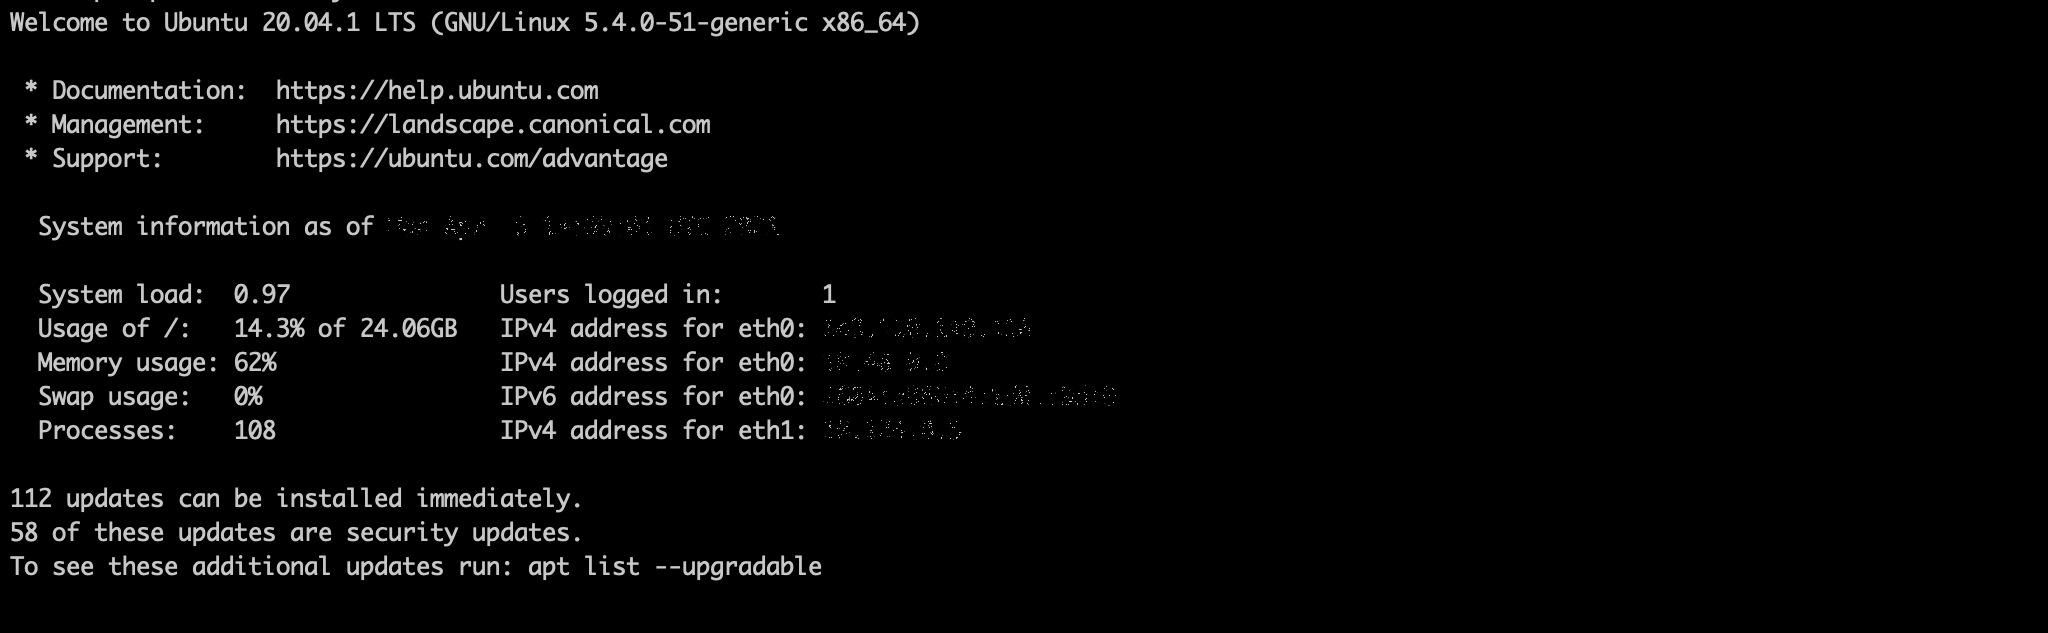 Welcome to Ubuntu 20.04.1 LTS (GNU/Linux 5.4.0-51-generic x86_64)
* Documentation: https://help.ubuntu.com
* Management: https://landscape.canonical.com
* Support: https://ubuntu.com/advantage
System information as of
System load: 0.97 Users logged in: 1
Usage of /: 14.3% of 24.06GB IPv4 address for eth0:
Memory usage: 62% IPv4 address for eth0:
Swap usage: 0% IPv6 address for eth0:
Processes: 108 IPv4 address for eth1:
112 updates can be installed immediately.
58 of these updates are security updates.
To see these additional updates run: apt list --upgradable